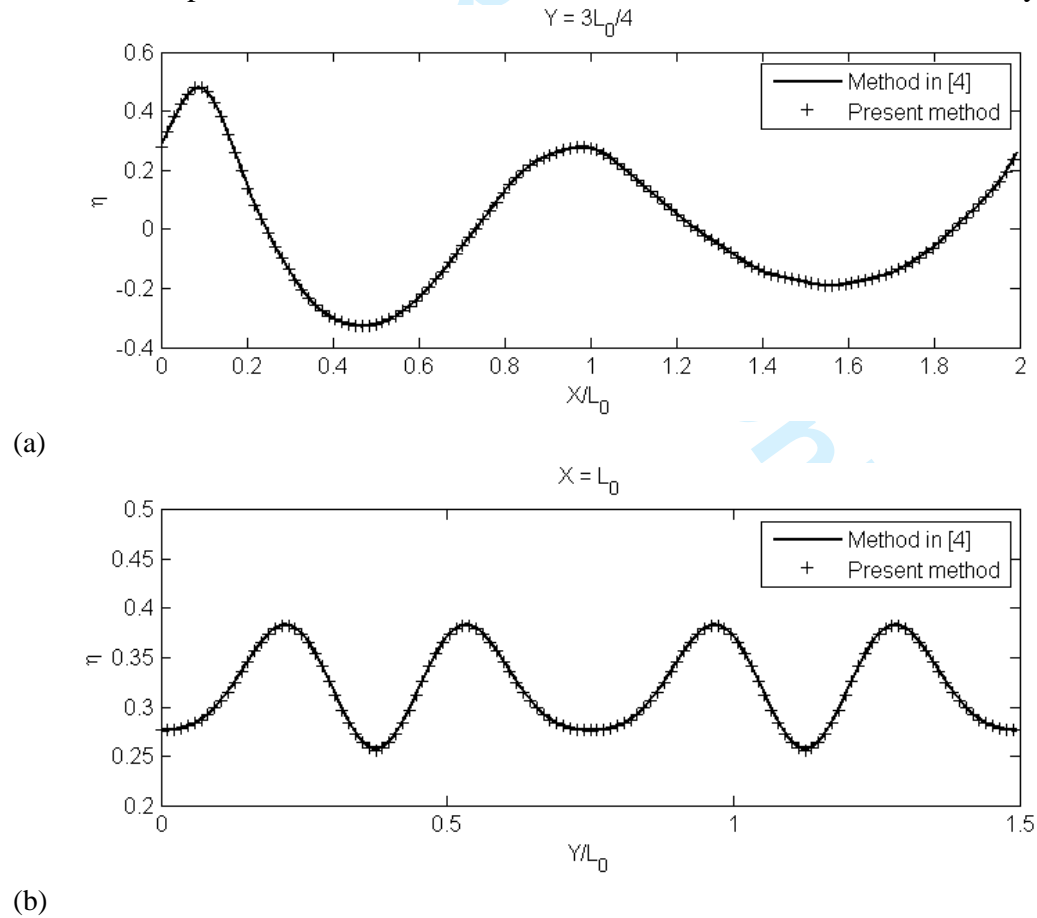 Y = 3L0/4
0.6
0.4
0.2
0
-0.2
-0.4
η
Method in [4]
Present method
0 0.2 0.4 0.6 0.8 1 1.2 1.4 1.6 1.8 2
X/L0
(a)
X = L0
0.5
0.45
0.4
0.35
0.3
0.25
0.2
η
Method in [4]
Present method
0 0.5 1 1.5
Y/L0
(b)